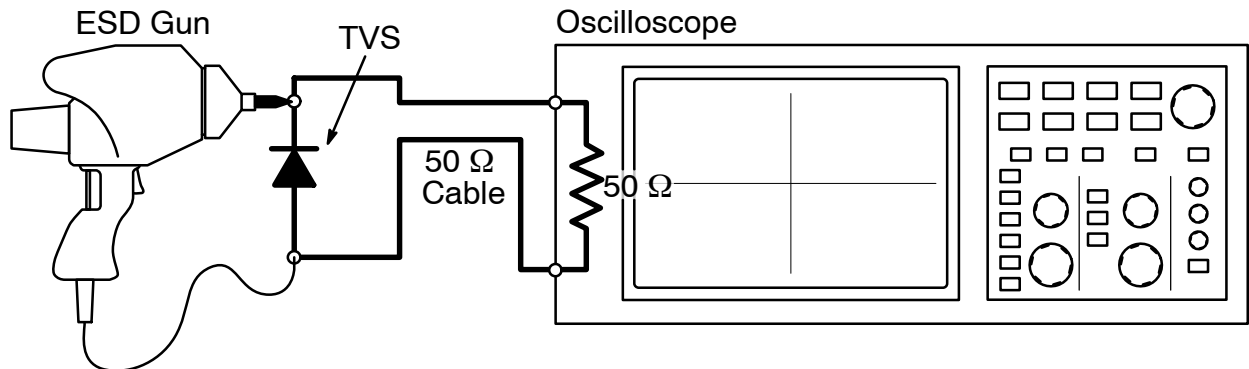 ESD Gun
TVS
Oscilloscope
50 Ω
Cable
50 Ω